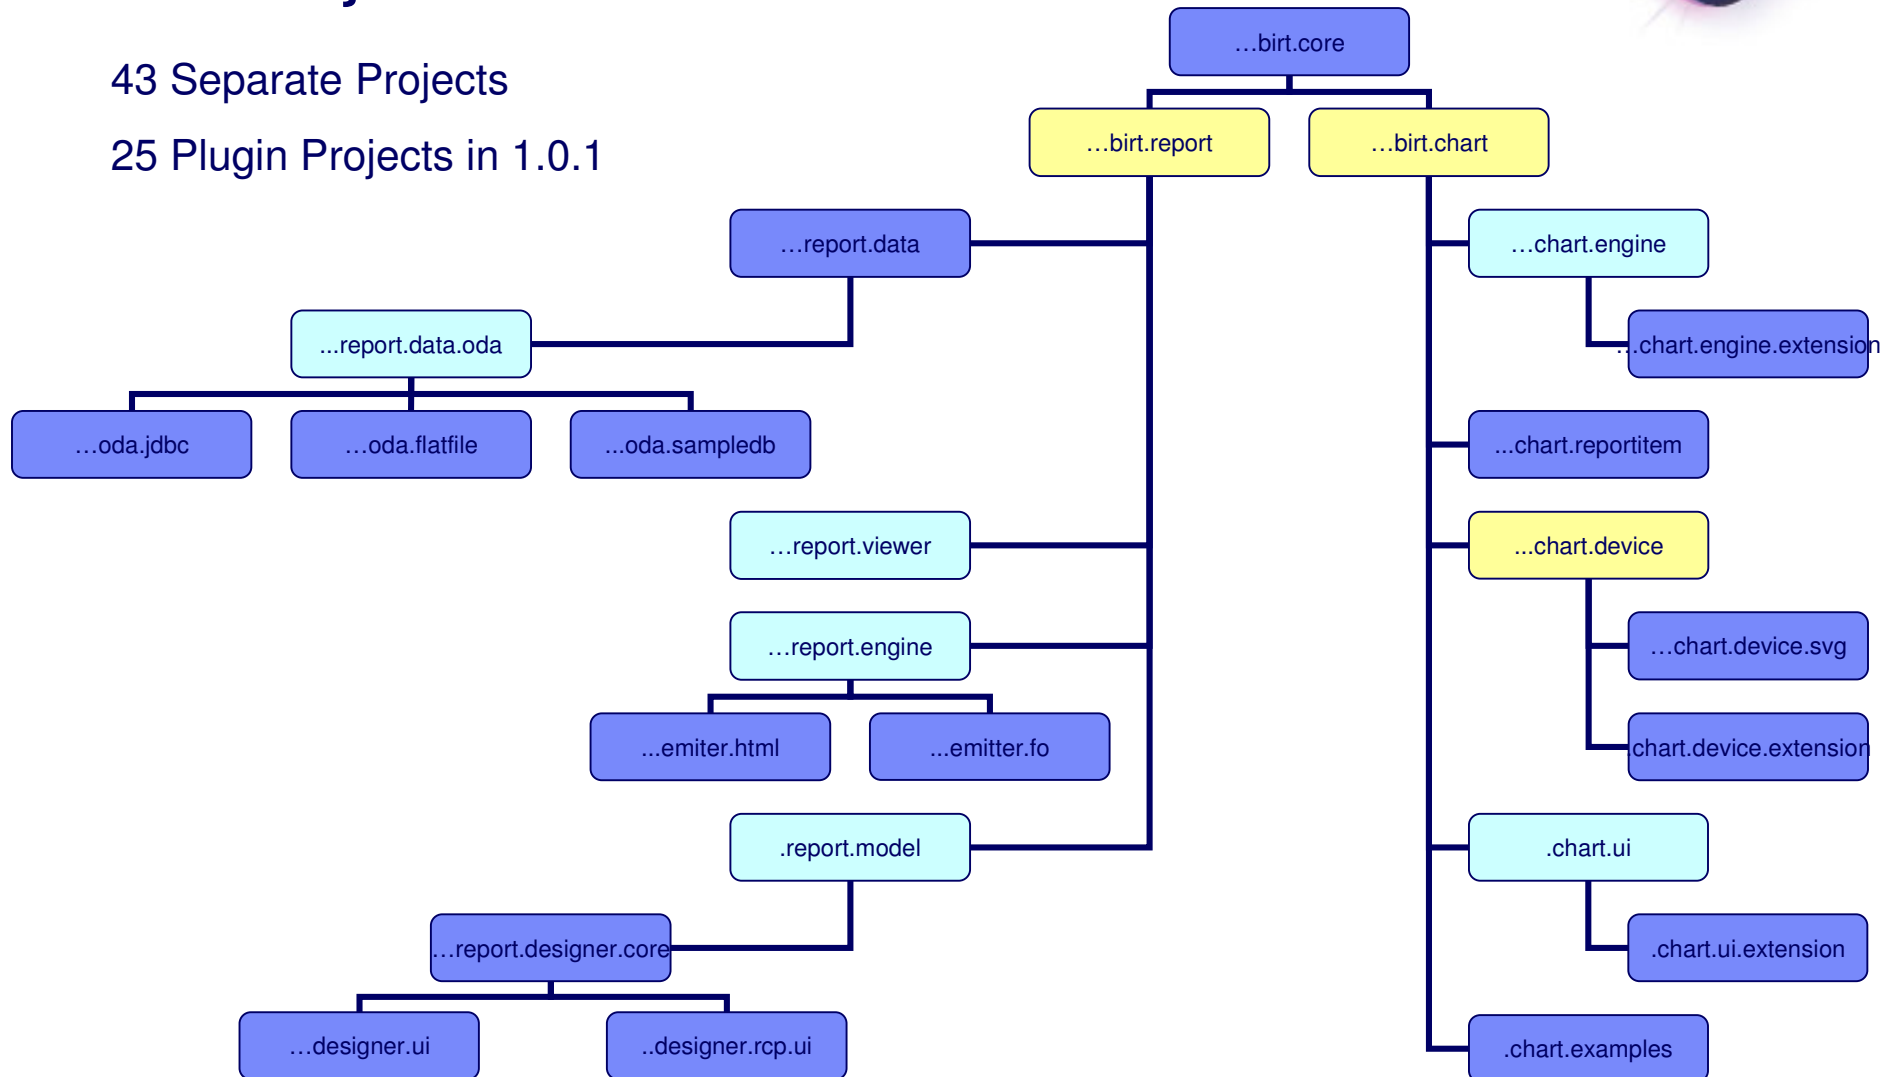 43 Separate Projects
25 Plugin Projects in 1.0.1
…birt.core
…birt.report
…birt.chart
…report.data
…chart.engine
...report.data.oda
…chart.engine.extension
…oda.jdbc
…oda.flatfile
...oda.sampledb
...chart.reportitem
…report.viewer
...chart.device
…report.engine
…chart.device.svg
...emiter.html
...emitter.fo
.chart.device.extension
.report.model
.chart.ui
…report.designer.core
.chart.ui.extension
…designer.ui
..designer.rcp.ui
.chart.examples